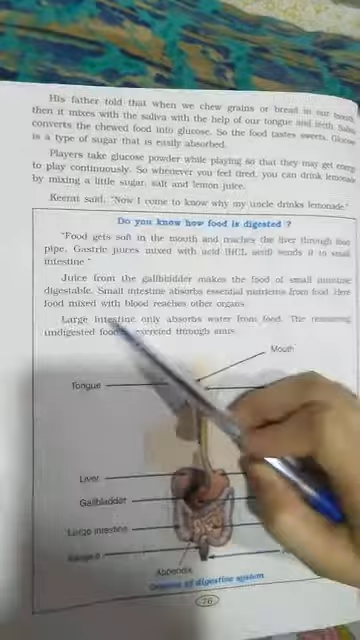 His father told that when we chew grains or bread in our
then it mixes with the saliva with the help of our tongue and teeth. Saliva
converts the chewed food into glucose. So the food tastes sweets. Glucose
is a type of sugar that is easily absorbed.
Players take glucose powder while playing so that they may get energy
to play continuously. So whenever you feel tired, you can drink lemonade
by mixing a little sugar, salt and lemon juice.
Keerat said, "Now I come to know why my uncle drinks lemonade."
Do you know how food is digested ?
"Food gets soft in the mouth and reaches the liver through food
pipe. Gastric juices mixed with acid (HCL acid) sends it to small
intestine."
Juice from the gallbladder makes the food of small intestine
digestable. Small intestine absorbs essential nutrients from food. Here
food mixed with blood reaches other organs.
Large intestine only absorbs water from food. The remaining
undigested food excreted through anus.
Mouth
Tongue
Liver
Gallbladder
Large intestine
Appendix
Organs of digestive system
76